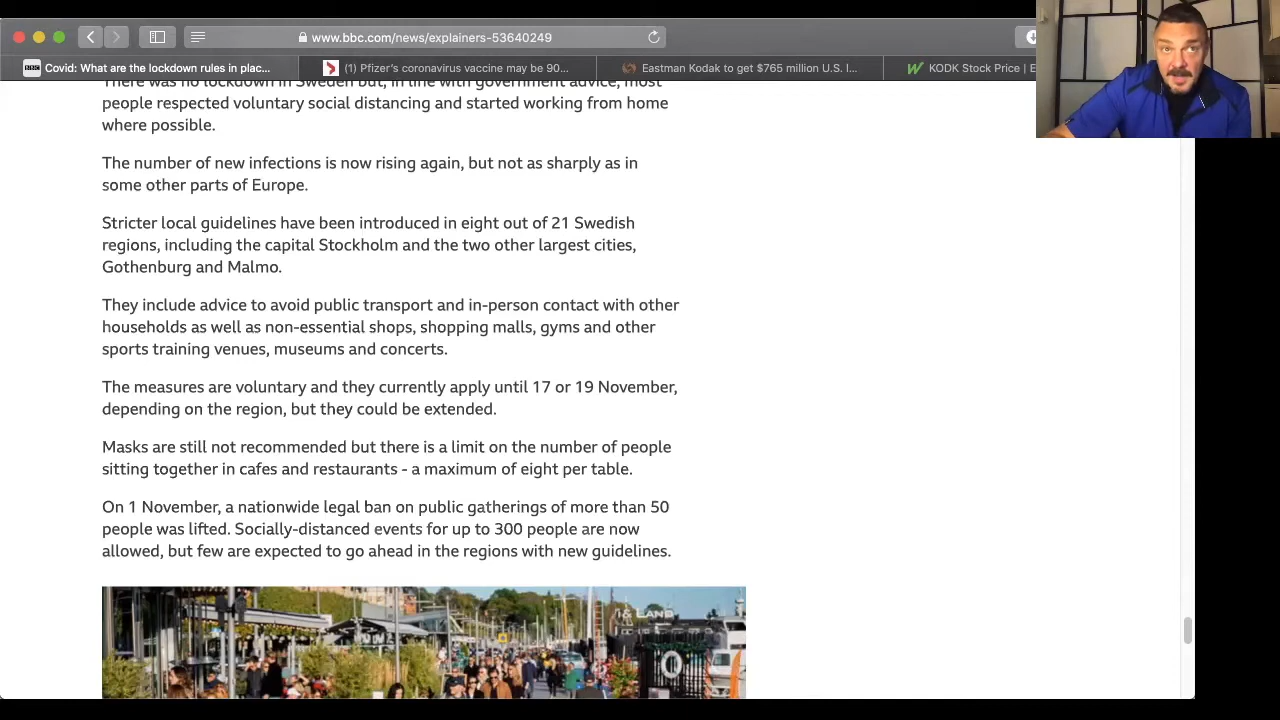 www.bbc.com/news/explainers-53640249
BBC Covid: What are the lockdown rules in plac...
(1) Pfizer's coronavirus vaccine may be 90...
Eastman Kodak to get $765 million U.S. l...
KODK Stock Price | E
There was no lockdown in Sweden but, in line with government advice, most
people respected voluntary social distancing and started working from home
where possible.
The number of new infections is now rising again, but not as sharply as in
some other parts of Europe.
Stricter local guidelines have been introduced in eight out of 21 Swedish
regions, including the capital Stockholm and the two other largest cities,
Gothenburg and Malmo.
They include advice to avoid public transport and in-person contact with other
households as well as non-essential shops, shopping malls, gyms and other
sports training venues, museums and concerts.
The measures are voluntary and they currently apply until 17 or 19 November,
depending on the region, but they could be extended.
Masks are still not recommended but there is a limit on the number of people
sitting together in cafes and restaurants - a maximum of eight per table.
On 1 November, a nationwide legal ban on public gatherings of more than 50
people was lifted. Socially-distanced events for up to 300 people are now
allowed, but few are expected to go ahead in the regions with new guidelines.
& LAND